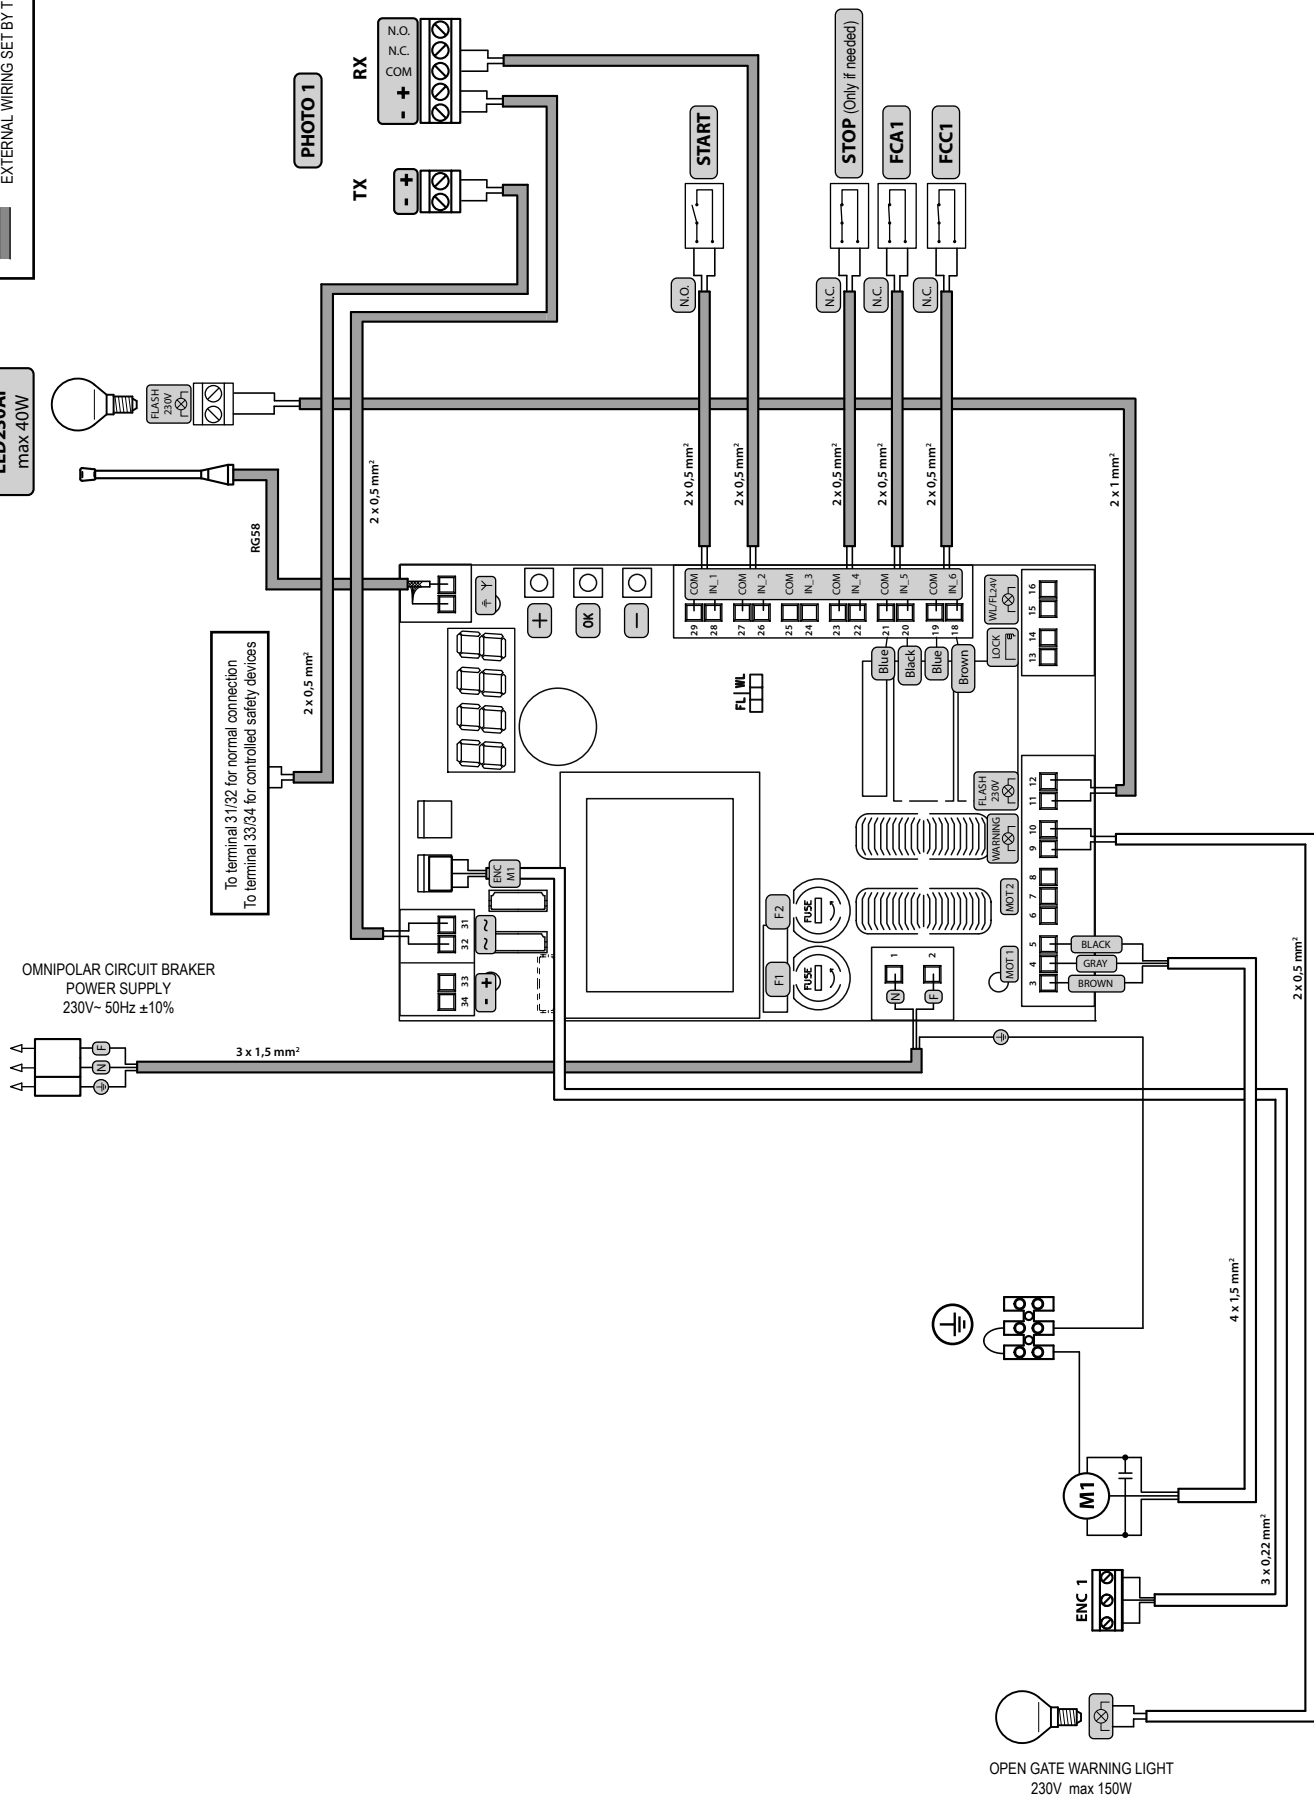 EXTERNAL WIRING SET BY T
max 40W
FLASH
230V
RG58
2 x 0,5 mm²
To terminal 31/32 for normal connection
To terminal 33/34 for controlled safety devices
2 x 0,5 mm²
PHOTO 1
RX
N.O.
N.C.
COM
+
-
TX
- +
START
N.O.
STOP (Only if needed)
N.C.
FCA1
N.C.
FCC1
N.C.
2 x 0,5 mm²
2 x 0,5 mm²
2 x 0,5 mm²
2 x 0,5 mm²
2 x 0,5 mm²
2 x 1 mm²
+
OK
-
29 COM
28 IN_1
27 COM
26 IN_2
25 COM
24 IN_3
23 COM
22 IN_4
21 COM
20 IN_5
19 COM
18 IN_6
Blue
Black
Blue
Brown
FL WL
WL/FL24V
16
15
LOCK
14
13
FLASH
230V
12
11
WARNING
10
9
MOT 2
8
7
6
MOT 1
5
4
3
BLACK
GRAY
BROWN
ENC
M1
31
32
~ ~
33
34
- +
F2
FUSE
F1
FUSE
1
2
N
F
OMNIPOLAR CIRCUIT BRAKER
POWER SUPPLY
230V~ 50Hz ±10%
F
N
3 x 1,5 mm²
4 x 1,5 mm²
2 x 0,5 mm²
3 x 0,22 mm²
M1
ENC 1
OPEN GATE WARNING LIGHT
230V max 150W